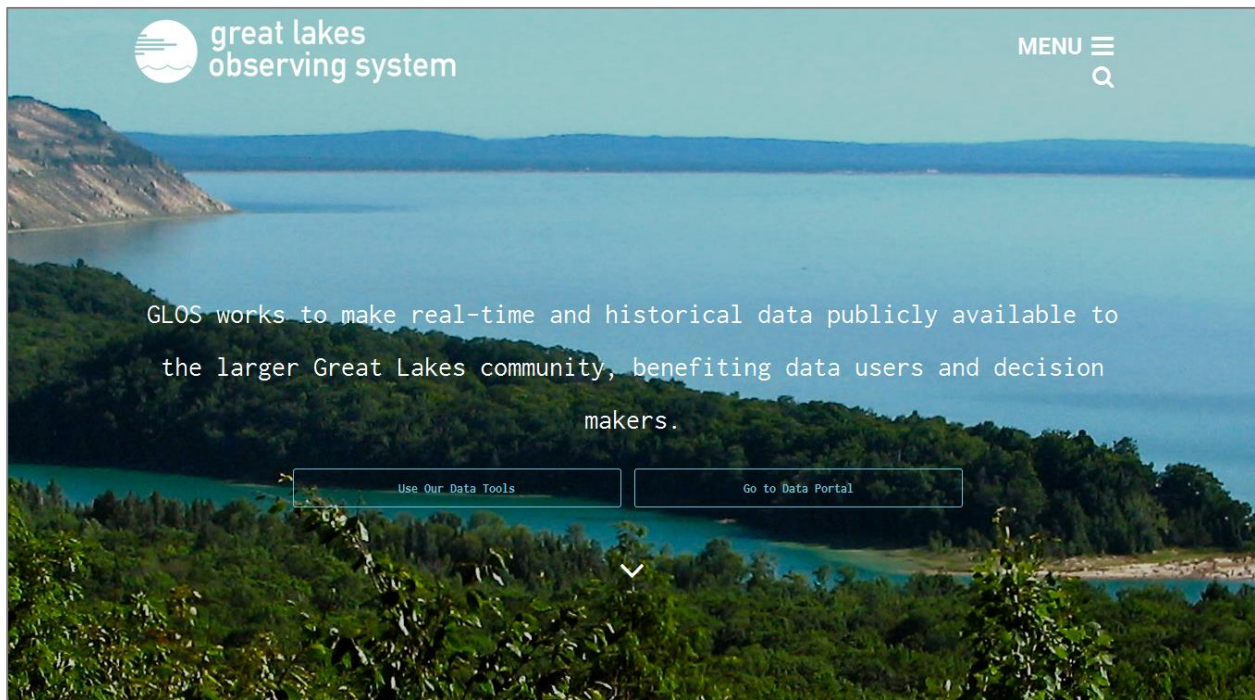 great lakes
observing system
MENU
GLOS works to make real-time and historical data publicly available to
the larger Great Lakes community, benefiting data users and decision
makers.
Use Our Data Tools
Go to Data Portal